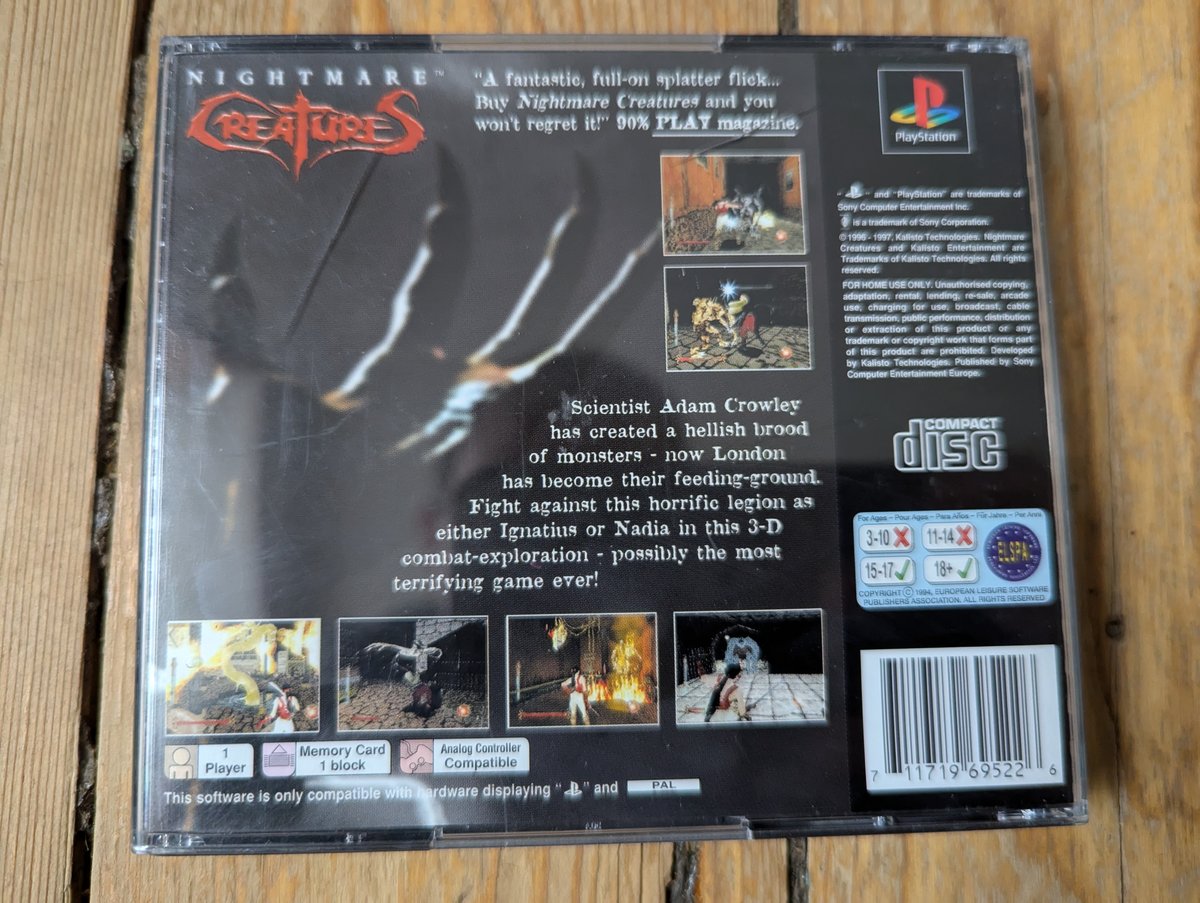 NIGHTMARE™
CREATURES
"A fantastic, full-on splatter flick...
Buy Nightmare Creatures and you
won't regret it!" 90% PLAY magazine.
Scientist Adam Crowley
has created a hellish brood
of monsters - now London
has become their feeding-ground.
Fight against this horrific legion as
either Ignatius or Nadia in this 3-D
combat-exploration - possibly the most
terrifying game ever!
1
Player
Memory Card
1 block
Analog Controller
Compatible
This software is only compatible with hardware displaying " " and
PAL
PlayStation
" " and "PlayStation" are trademarks of
Sony Computer Entertainment Inc.
is a trademark of Sony Corporation.
© 1996 - 1997, Kalisto Technologies. Nightmare
Creatures and Kalisto Entertainment are
Trademarks of Kalisto Technologies. All rights
reserved.
FOR HOME USE ONLY. Unauthorised copying,
adaptation, rental, lending, re-sale, arcade
use, charging for use, broadcast, cable
transmission, public performance, distribution
or extraction of this product or any
trademark or copyright work that forms part
of this product are prohibited. Developed
by Kalisto Technologies. Published by Sony
Computer Entertainment Europe.
COMPACT
disc
For Ages - Pour Ages - Para Años - Für Jahre - Per Anni
3-10
11-14
15-17
18+
ELSPA
COPYRIGHT © 1994, EUROPEAN LEISURE SOFTWARE
PUBLISHERS ASSOCIATION. ALL RIGHTS RESERVED
7 11719 69522 6